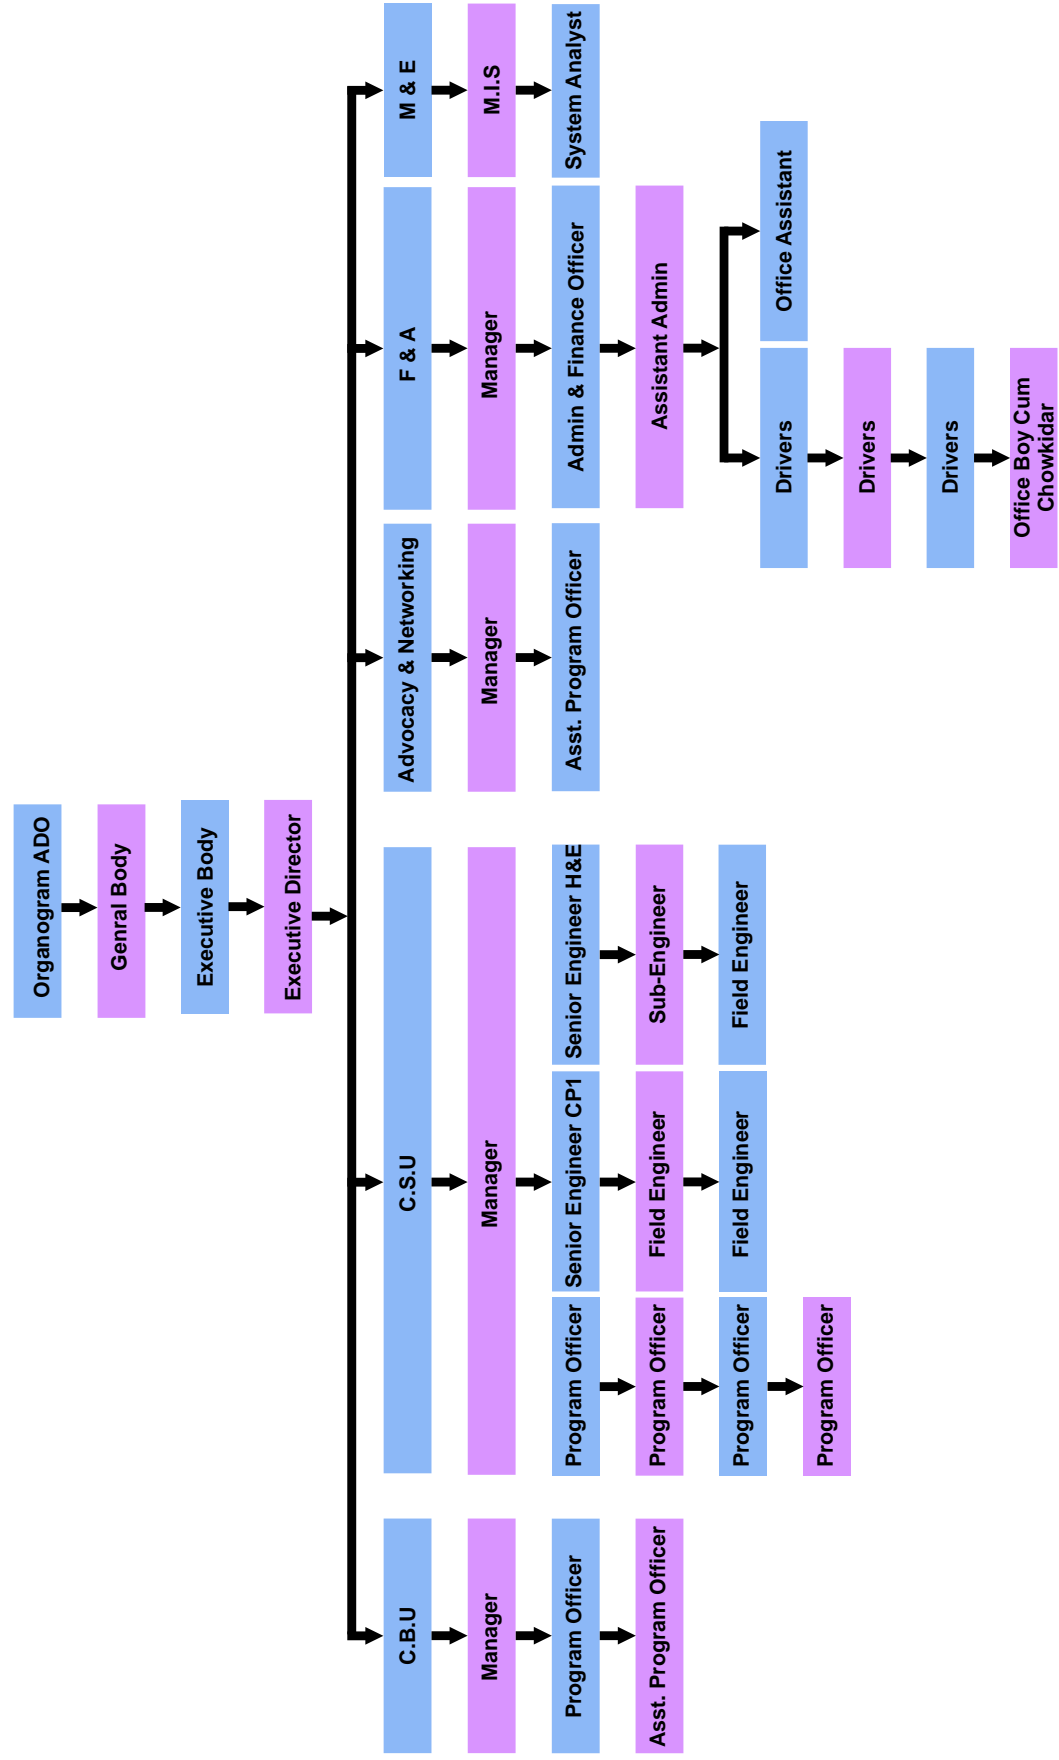 Organogram ADO
Genral Body
Executive Body
Executive Director
C.B.U
Manager
Program Officer
Asst. Program Officer
C.S.U
Manager
Program Officer
Program Officer
Program Officer
Program Officer
Senior Engineer CP1
Field Engineer
Field Engineer
Senior Engineer H&E
Sub-Engineer
Field Engineer
Advocacy & Networking
Manager
Asst. Program Officer
F & A
Manager
Admin & Finance Officer
Assistant Admin
Drivers
Drivers
Drivers
Office Boy Cum
Chowkidar
Office Assistant
M & E
M.I.S
System Analyst